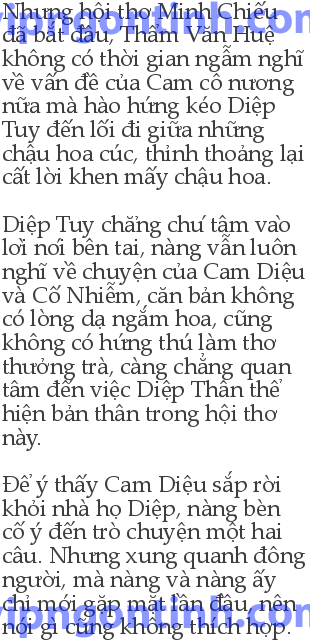 Nhưng hội thơ Minh Chiếu
đã bắt đầu, Thẩm Văn Huệ
không có thời gian ngẫm nghĩ
về vấn đề của Cam cô nương
nữa mà hào hứng kéo Diệp
Tuy đến lối đi giữa những
chậu hoa cúc, thỉnh thoảng lại
cất lời khen mấy chậu hoa.
Diệp Tuy chẳng chú tâm vào
lời nói bên tai, nàng vẫn luôn
nghĩ về chuyện của Cam Diệu
và Cố Nhiễm, căn bản không
có lòng dạ ngắm hoa, cũng
không có hứng thú làm thơ
thưởng trà, càng chẳng quan
tâm đến việc Diệp Thân thể
hiện bản thân trong hội thơ
này.
Để ý thấy Cam Diệu sắp rời
khỏi nhà họ Diệp, nàng bèn
cố ý đến trò chuyện một hai
câu. Nhưng xung quanh đông
người, mà nàng và nàng ấy
chỉ mới gặp mặt lần đầu, nên
nói gì cũng không thích hợp.